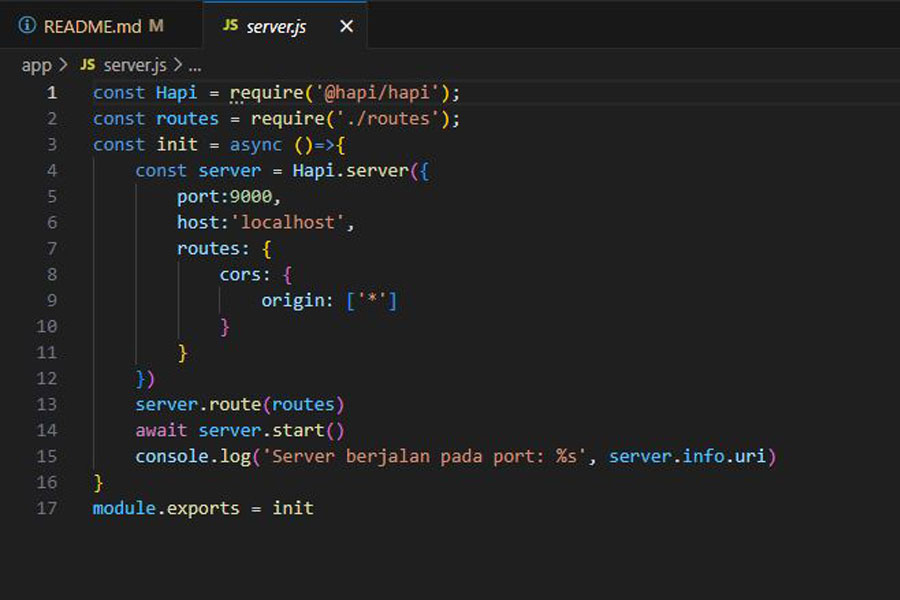 README.md M
JS server.js ×
app > JS server.js > ...
1 const Hapi = require('@hapi/hapi');
2 const routes = require('./routes');
3 const init = async ()=>{
4     const server = Hapi.server({
5         port:9000,
6         host:'localhost',
7         routes: {
8             cors: {
9                 origin: ['*']
10             }
11         }
12     })
13     server.route(routes)
14     await server.start()
15     console.log('Server berjalan pada port: %s', server.info.uri)
16 }
17 module.exports = init